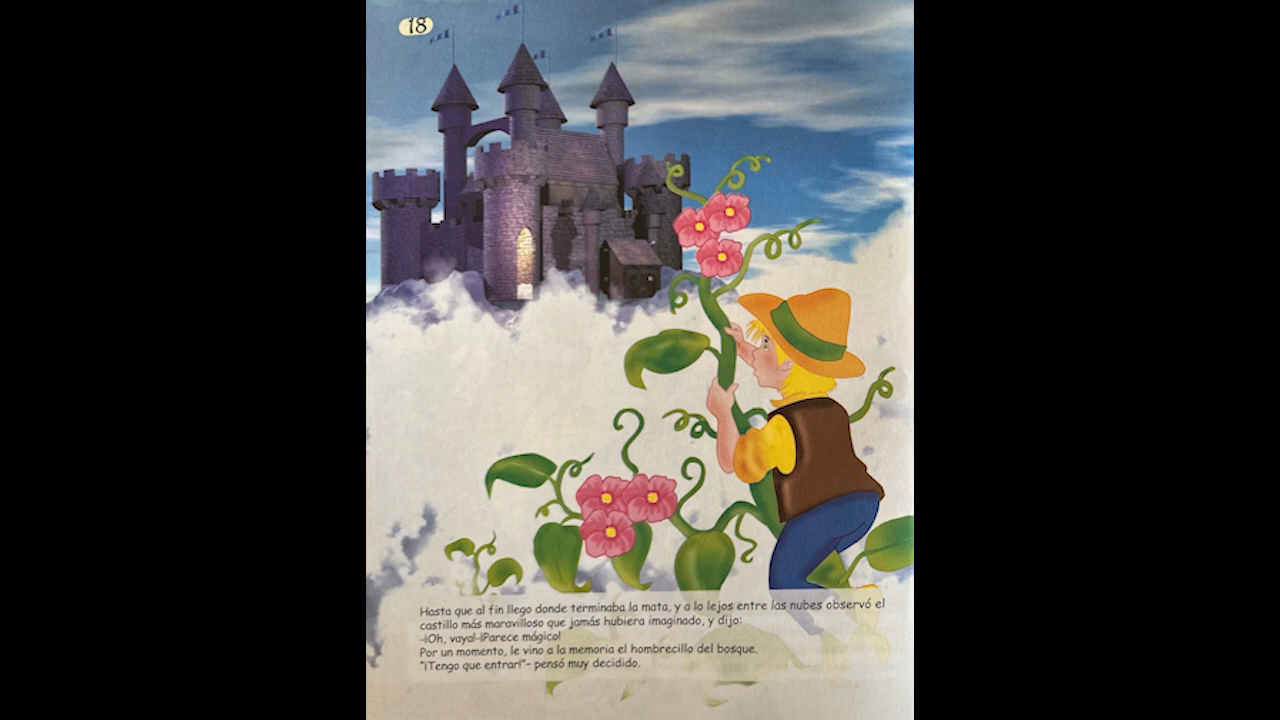 18
Hasta que al fin llego donde terminaba la mata, y a lo lejos entre las nubes observó el
castillo más maravilloso que jamás hubiera imaginado, y dijo:
-¡Oh, vaya!-¡Parece mágico!
Por un momento, le vino a la memoria el hombrecillo del bosque.
"¡Tengo que entrar!"- pensó muy decidido.